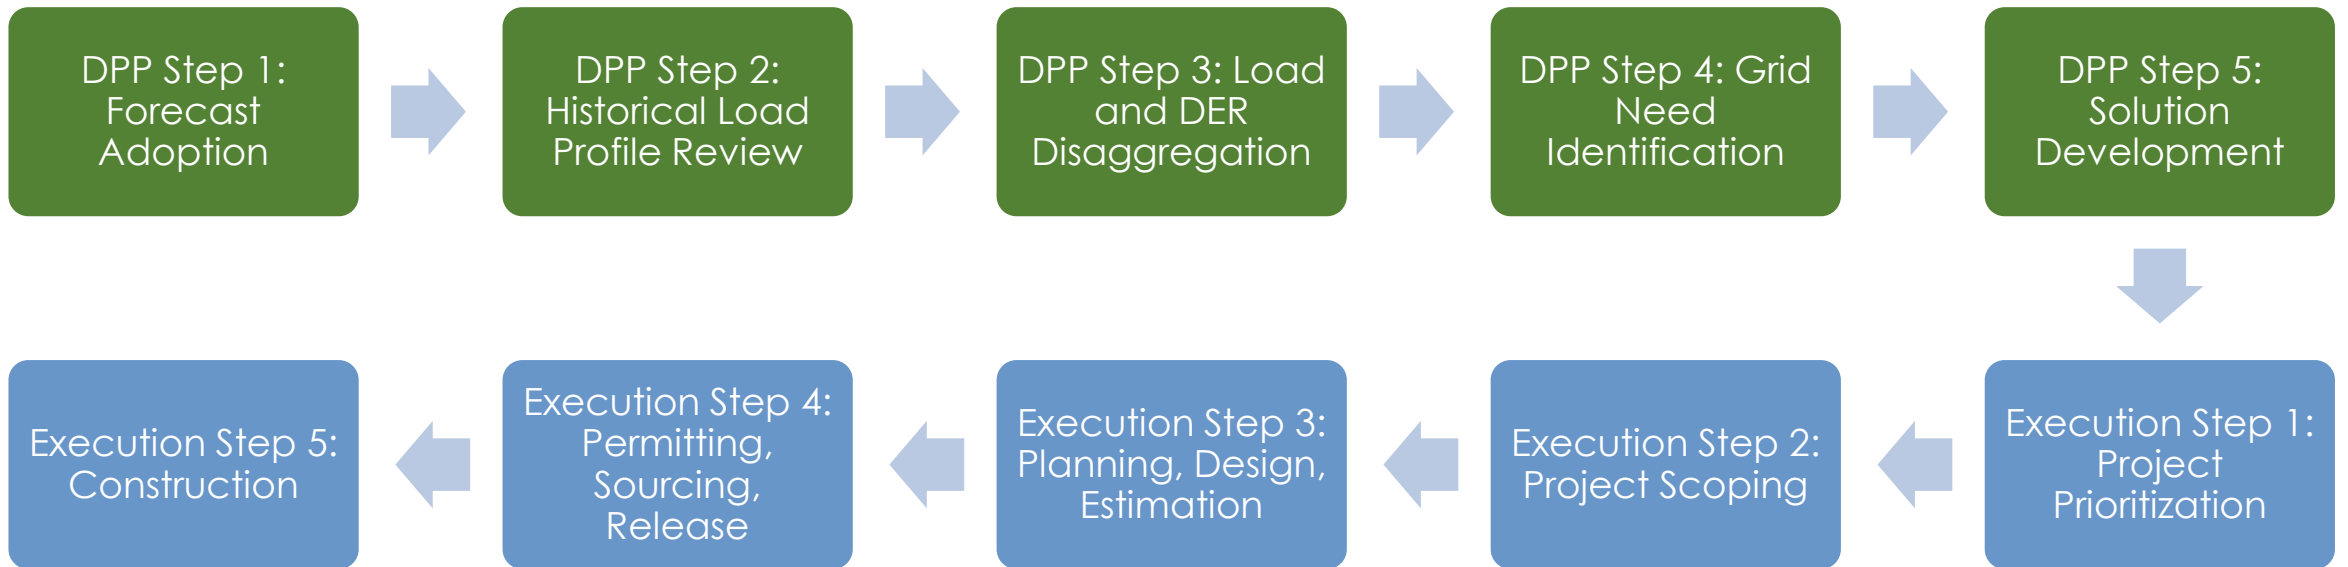 DPP Step 1:
Forecast
Adoption
DPP Step 2:
Historical Load
Profile Review
DPP Step 3: Load
and DER
Disaggregation
DPP Step 4: Grid
Need
Identification
DPP Step 5:
Solution
Development
Execution Step 1:
Project
Prioritization
Execution Step 2:
Project Scoping
Execution Step 3:
Planning, Design,
Estimation
Execution Step 4:
Permitting,
Sourcing,
Release
Execution Step 5:
Construction